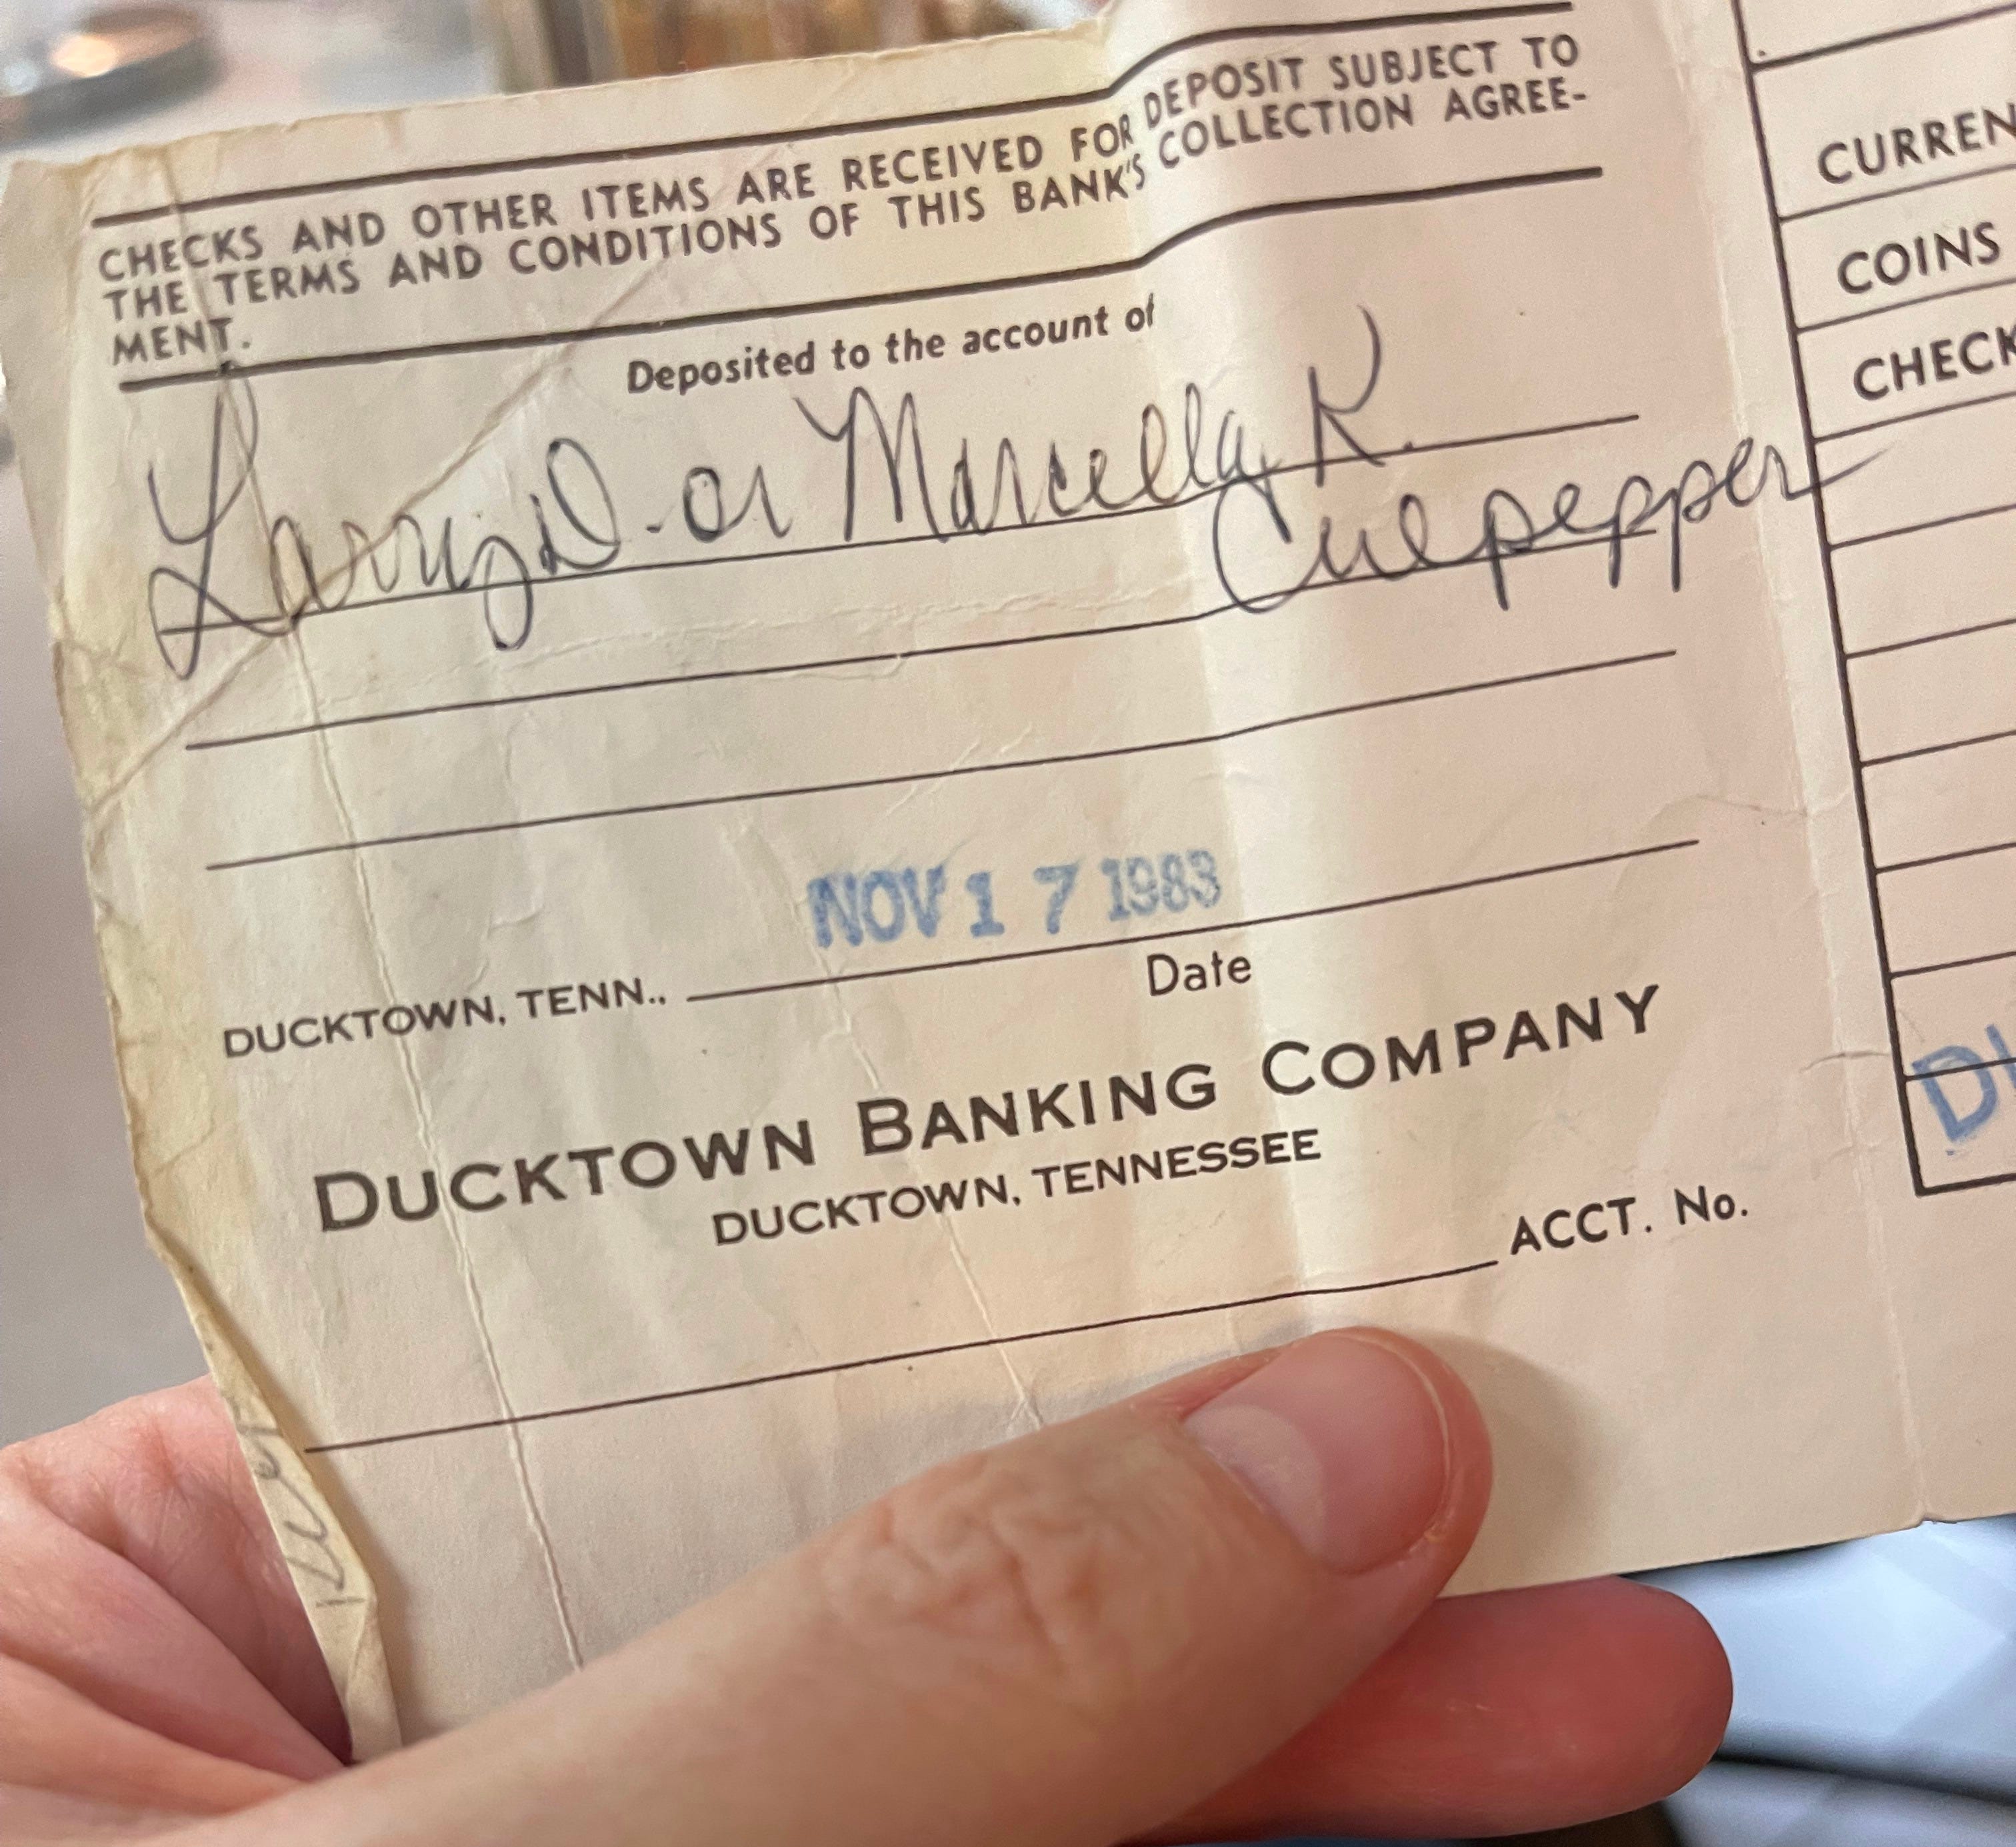 CHECKS AND OTHER ITEMS ARE RECEIVED FOR DEPOSIT SUBJECT TO
THE TERMS AND CONDITIONS OF THIS BANK'S COLLECTION AGREE-
MENT.
Deposited to the account of
Larry D. or Marcella K.
Culpepper
NOV 17 1983
DUCKTOWN, TENN..
Date
DUCKTOWN BANKING COMPANY
DUCKTOWN, TENNESSEE
ACCT. No.
CURREN
COINS
CHECK